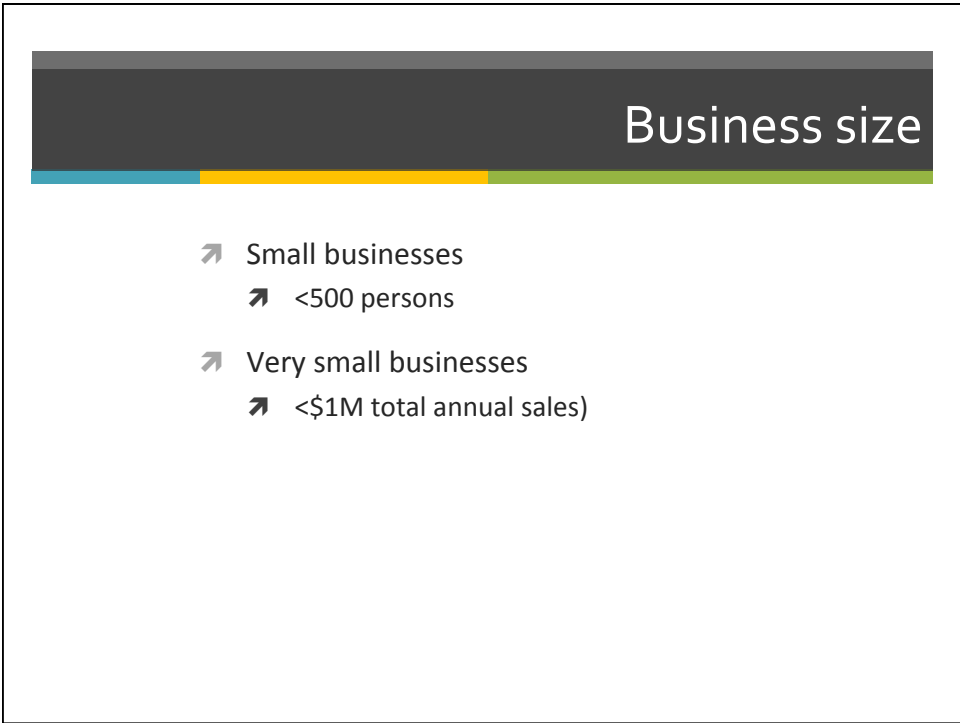 Business size
Small businesses
<500 persons
Very small businesses
<$1M total annual sales)